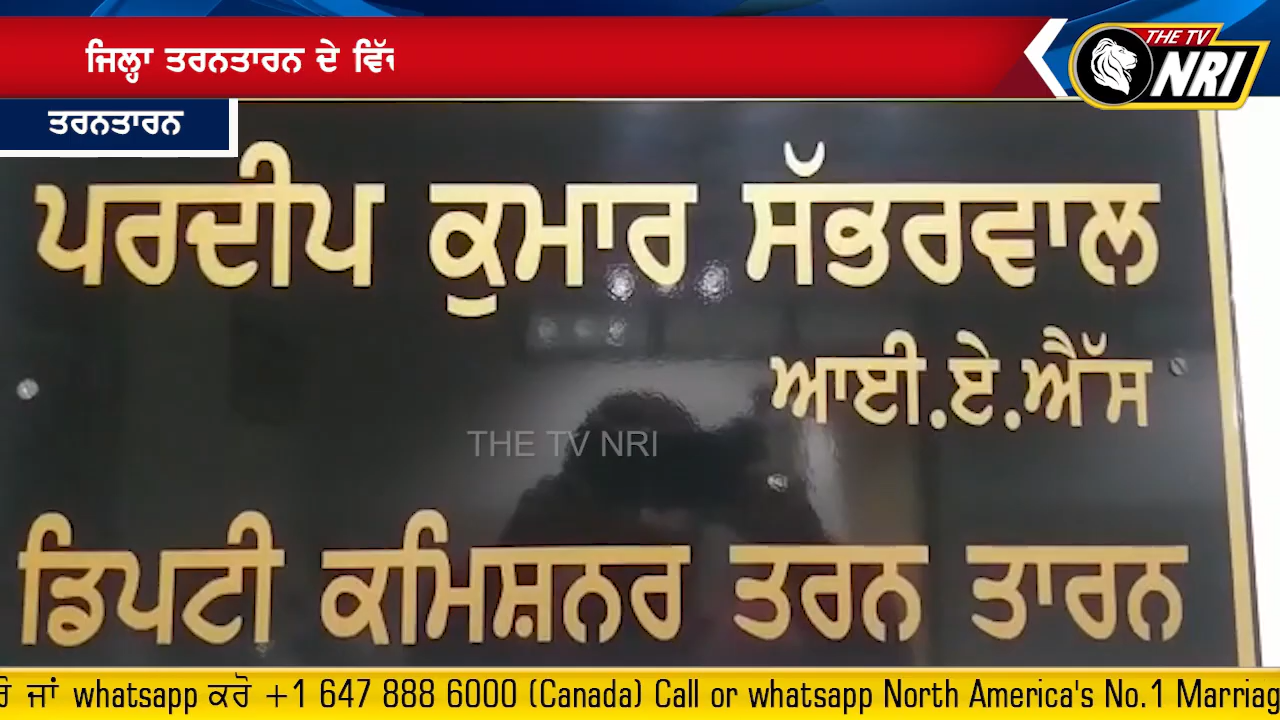 ਜਿਲ੍ਹਾ ਤਰਨਤਾਰਨ ਦੇ ਵਿੱਚ
THE TV
NRI
ਤਰਨਤਾਰਨ
ਪਰਦੀਪ ਕੁਮਾਰ ਸੱਭਰਵਾਲ
ਆਈ.ਏ.ਐੱਸ
THE TV NRI
ਡਿਪਟੀ ਕਮਿਸ਼ਨਰ ਤਰਨ ਤਾਰਨ
ਜਾਂ whatsapp ਕਰੋ +1 647 888 6000 (Canada) Call or whatsapp North America's No.1